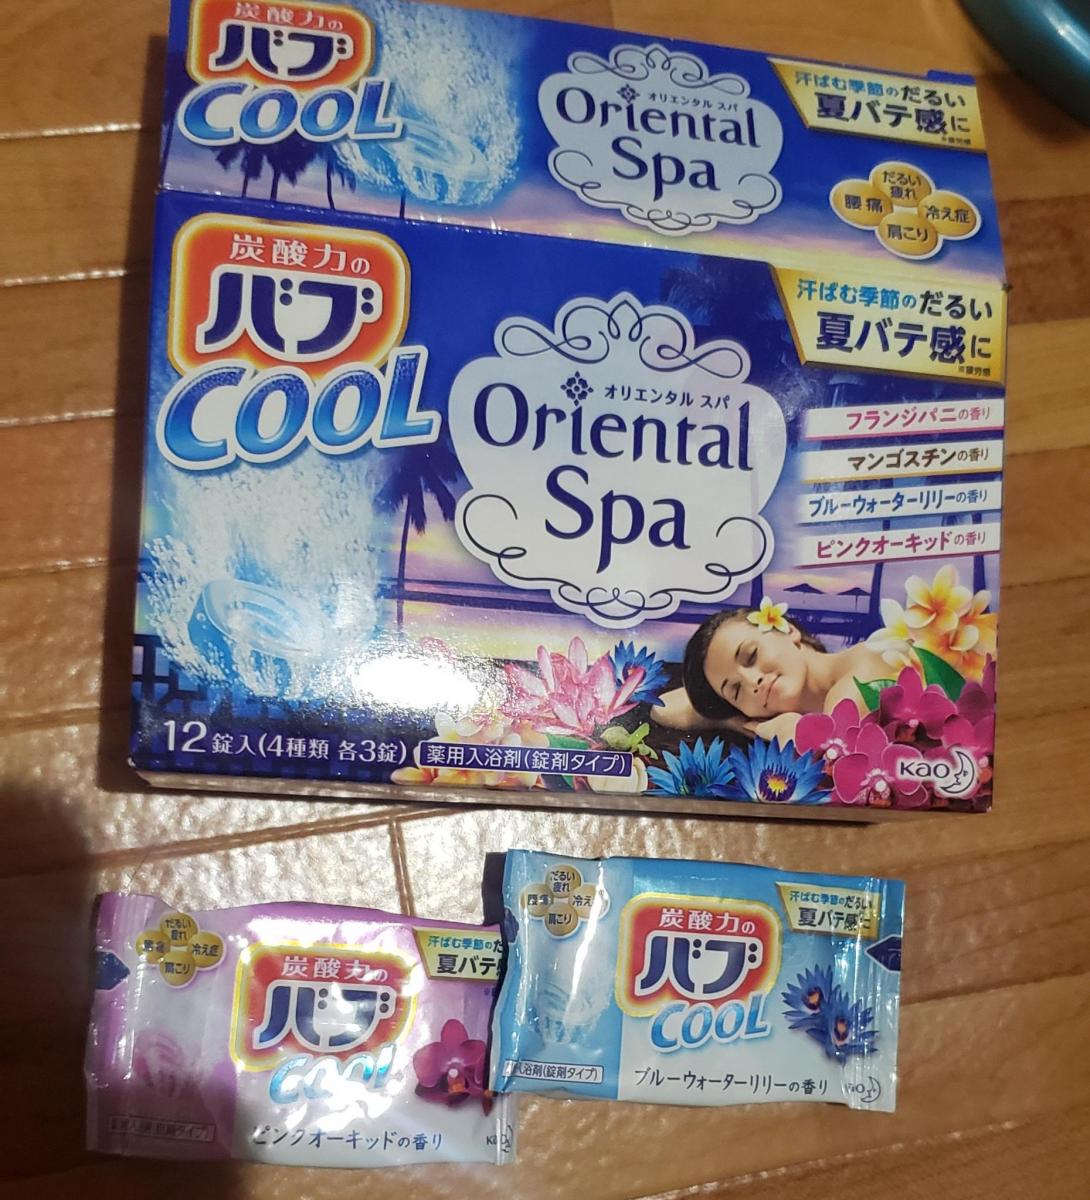 炭酸力の
バブ
COOL
オリエンタル スパ
Oriental
Spa
汗ばむ季節のだるい
夏バテ感に
※疲労感
だるい
疲れ
腰痛
冷え症
肩こり
炭酸力の
バブ
COOL
オリエンタル スパ
Oriental
Spa
汗ばむ季節のだるい
夏バテ感に
※疲労感
フランジパニの香り
マンゴスチンの香り
ブルーウォーターリリーの香り
ピンクオーキッドの香り
12錠入(4種類 各3錠)
薬用入浴剤(錠剤タイプ)
Kao
だるい
疲れ
冷え症
肩こり
炭酸力の
バブ
COOL
汗ばむ季節のだ
夏バテ感
ピンクオーキッドの香り
Kao
だるい
疲れ
腰痛
冷え
肩こり
炭酸力の
バブ
COOL
汗ばむ季節のだるい
夏バテ感に
入浴剤(錠剤タイプ)
ブルーウォーターリリーの香り
Kao